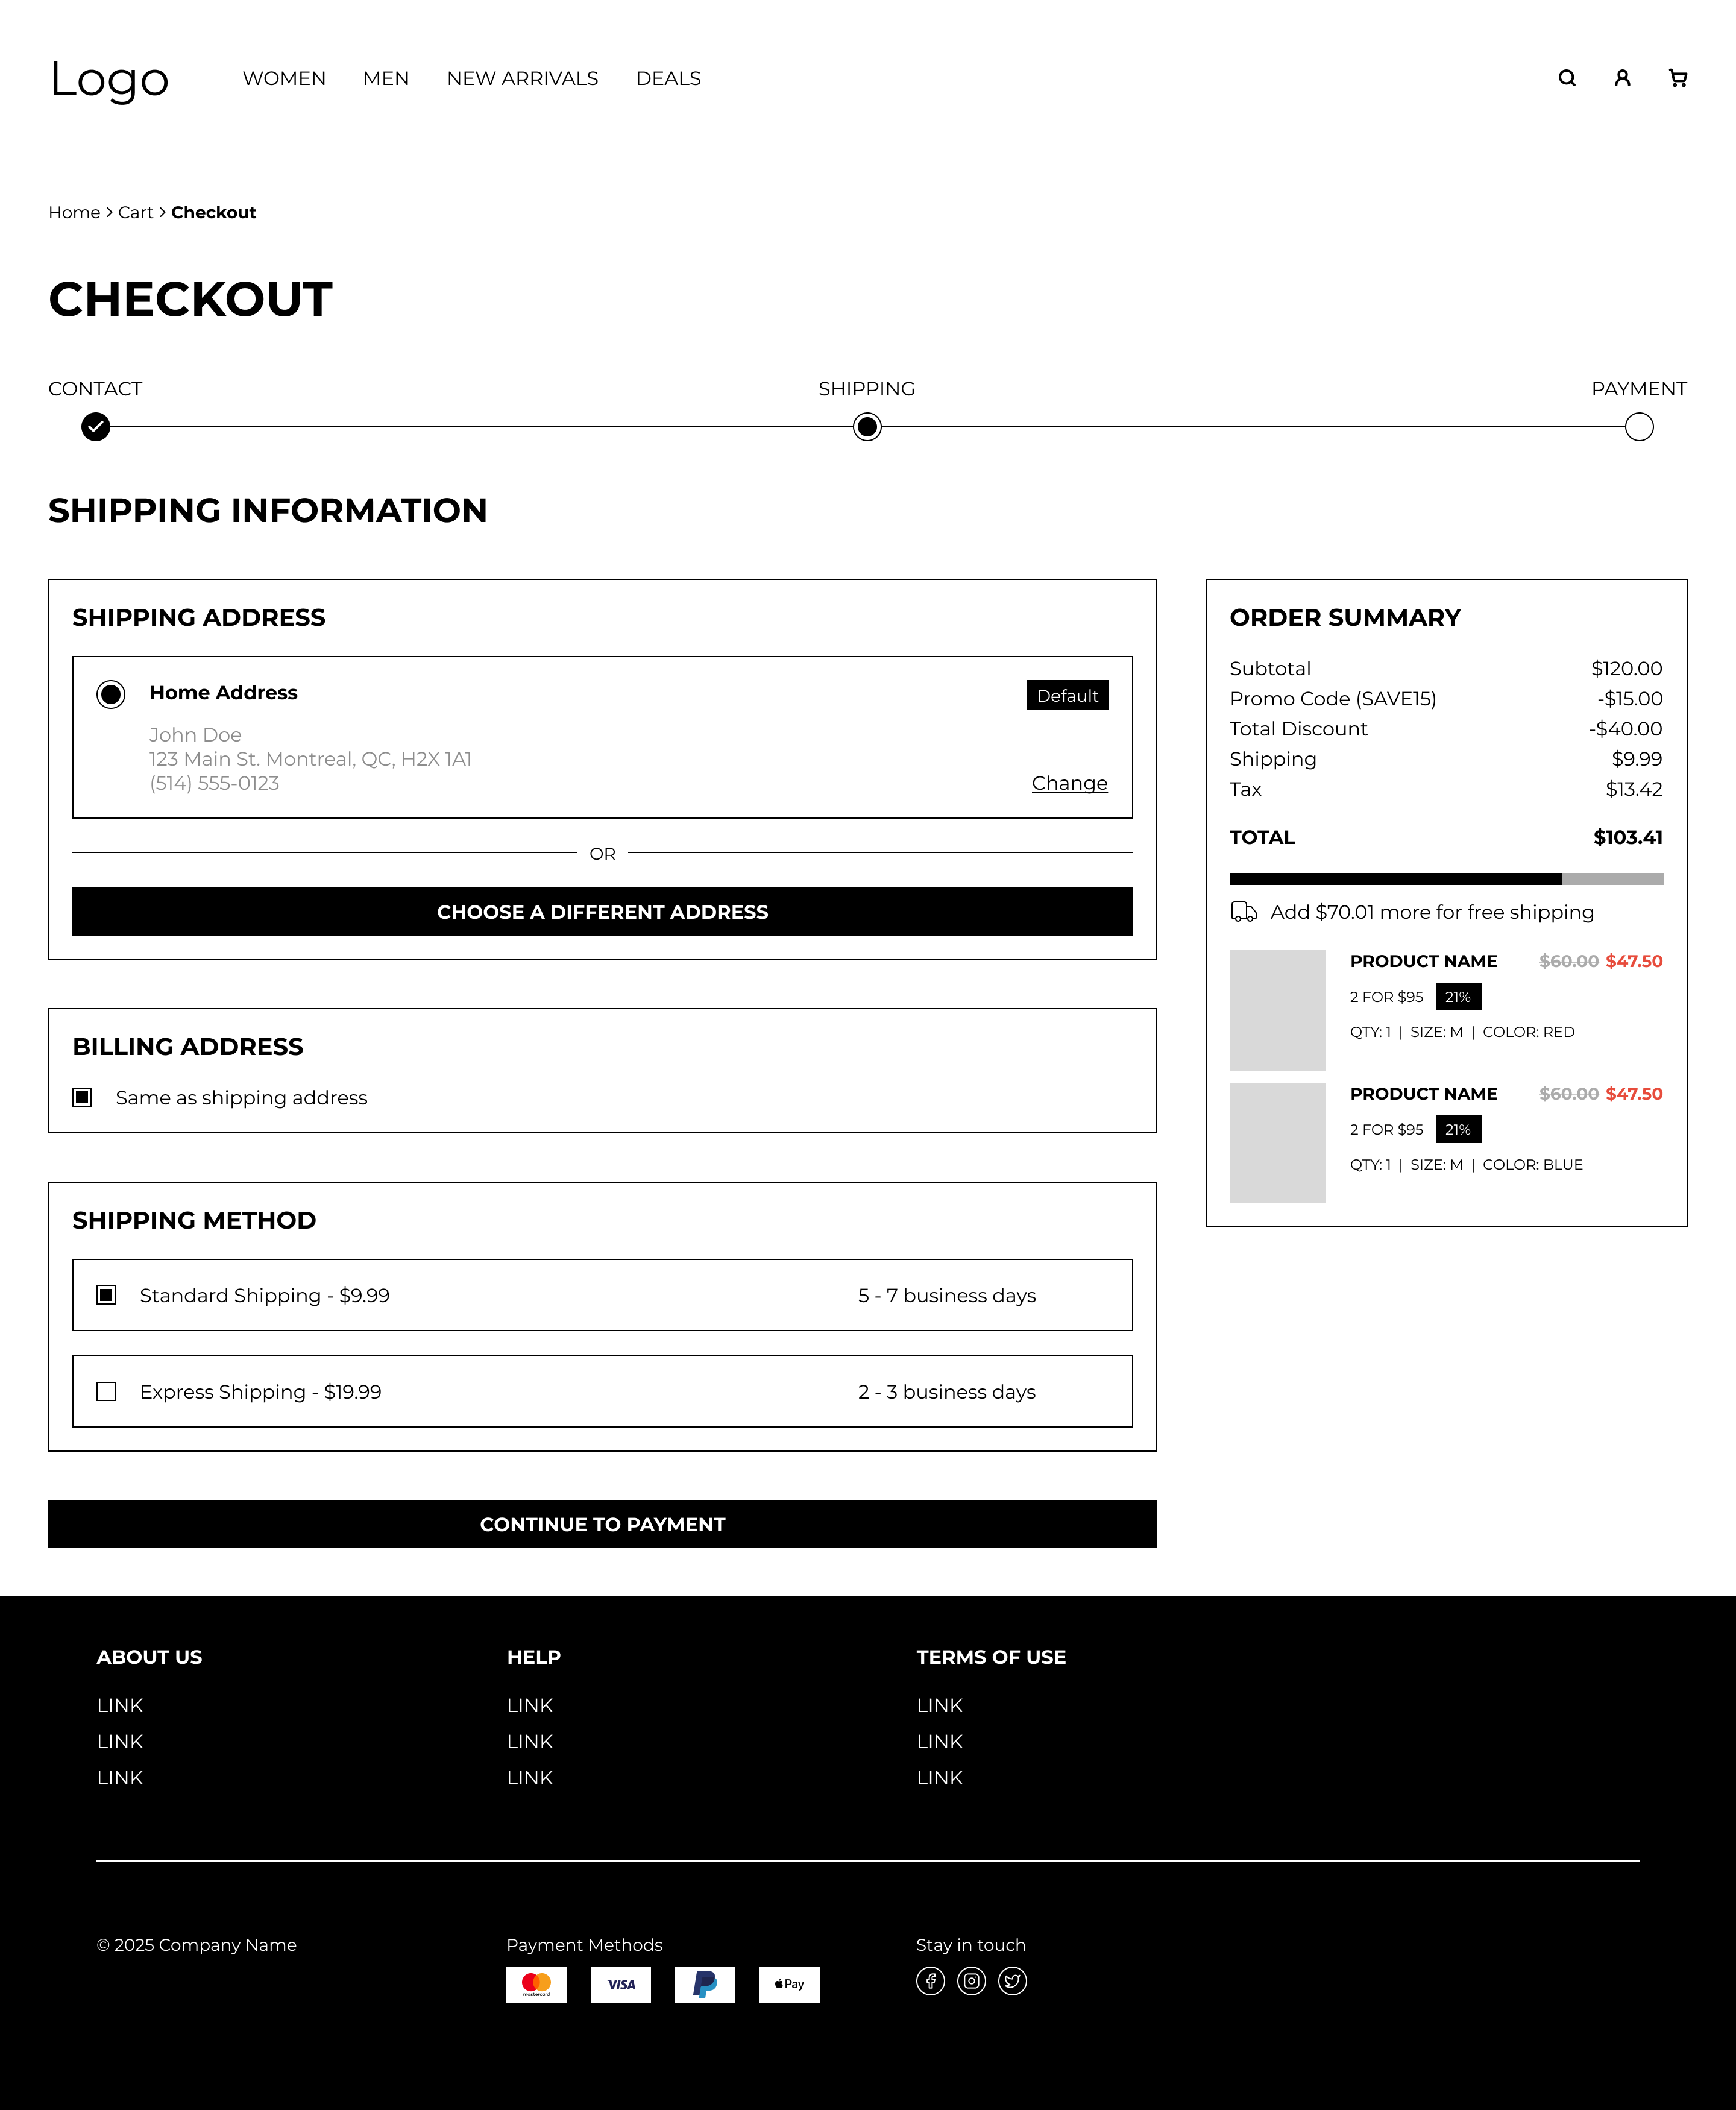 Logo
WOMEN MEN NEW ARRIVALS DEALS
Home > Cart > Checkout
CHECKOUT
CONTACT SHIPPING PAYMENT
SHIPPING INFORMATION
SHIPPING ADDRESS
Home Address Default
John Doe
123 Main St. Montreal, QC, H2X 1A1
(514) 555-0123 Change
OR
CHOOSE A DIFFERENT ADDRESS
BILLING ADDRESS
Same as shipping address
SHIPPING METHOD
Standard Shipping - $9.99 5 - 7 business days
Express Shipping - $19.99 2 - 3 business days
CONTINUE TO PAYMENT
ORDER SUMMARY
Subtotal $120.00
Promo Code (SAVE15) -$15.00
Total Discount -$40.00
Shipping $9.99
Tax $13.42
TOTAL $103.41
Add $70.01 more for free shipping
PRODUCT NAME $60.00 $47.50
2 FOR $95 21%
QTY: 1 | SIZE: M | COLOR: RED
PRODUCT NAME $60.00 $47.50
2 FOR $95 21%
QTY: 1 | SIZE: M | COLOR: BLUE
ABOUT US
LINK
LINK
LINK
HELP
LINK
LINK
LINK
TERMS OF USE
LINK
LINK
LINK
© 2025 Company Name
Payment Methods
mastercard VISA Pay
Stay in touch